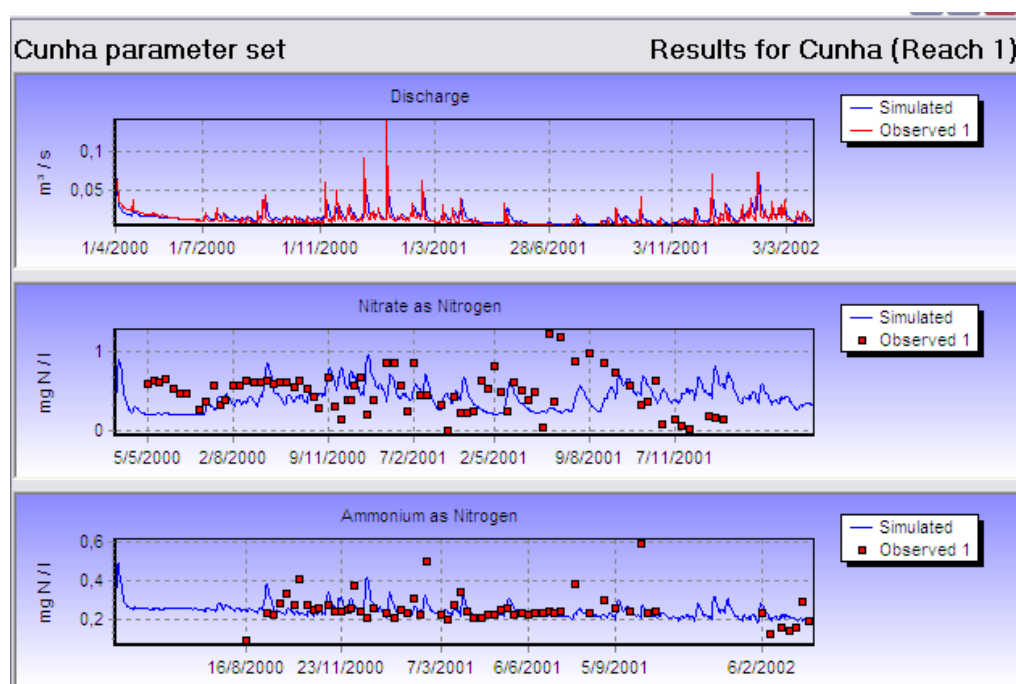 Cunha parameter set
Results for Cunha (Reach 1)
Discharge
Simulated
Observed 1
m³ / s
0,1
0,05
1/4/2000 1/7/2000 1/11/2000 1/3/2001 28/6/2001 3/11/2001 3/3/2002
Nitrate as Nitrogen
Simulated
Observed 1
mg N / l
1
0
5/5/2000 2/8/2000 9/11/2000 7/2/2001 2/5/2001 9/8/2001 7/11/2001
Ammonium as Nitrogen
Simulated
Observed 1
mg N / l
0,6
0,4
0,2
16/8/2000 23/11/2000 7/3/2001 6/6/2001 5/9/2001 6/2/2002